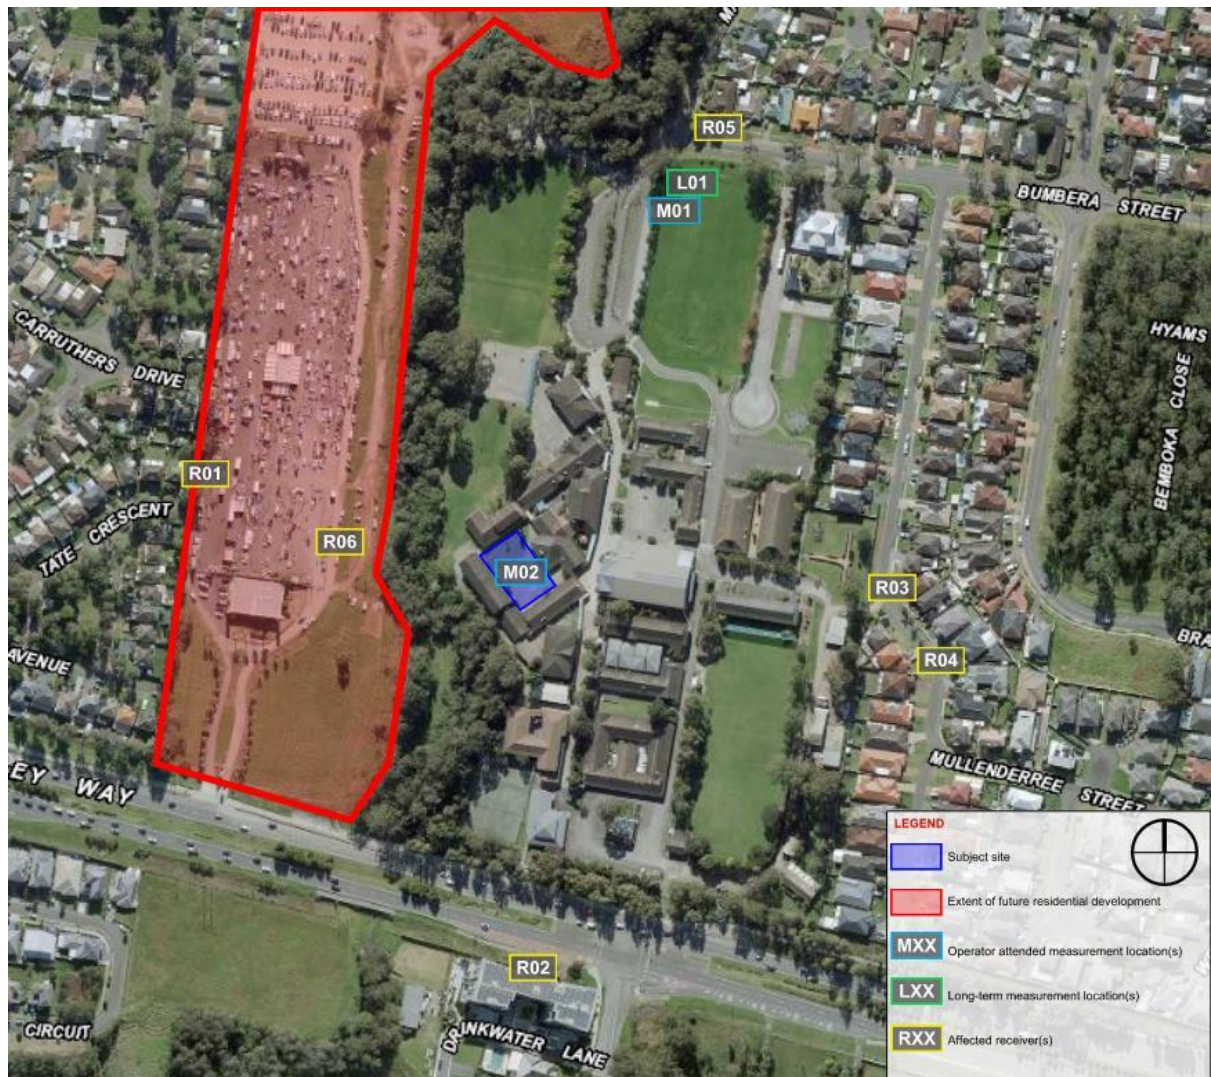 R05
L01
M01
BUMBERA STREET
HYAMS
BEMBOKA CLOSE
CARRUTHERS DRIVE
R01
TATE CRESCENT
R06
M02
R03
BRA
R04
AVENUE
MULLENDERREE STREET
EY WAY
R02
DRINKWATER LANE
CIRCUIT
LEGEND
Subject site
Extent of future residential development
MXX Operator attended measurement location(s)
LXX Long-term measurement location(s)
RXX Affected receiver(s)